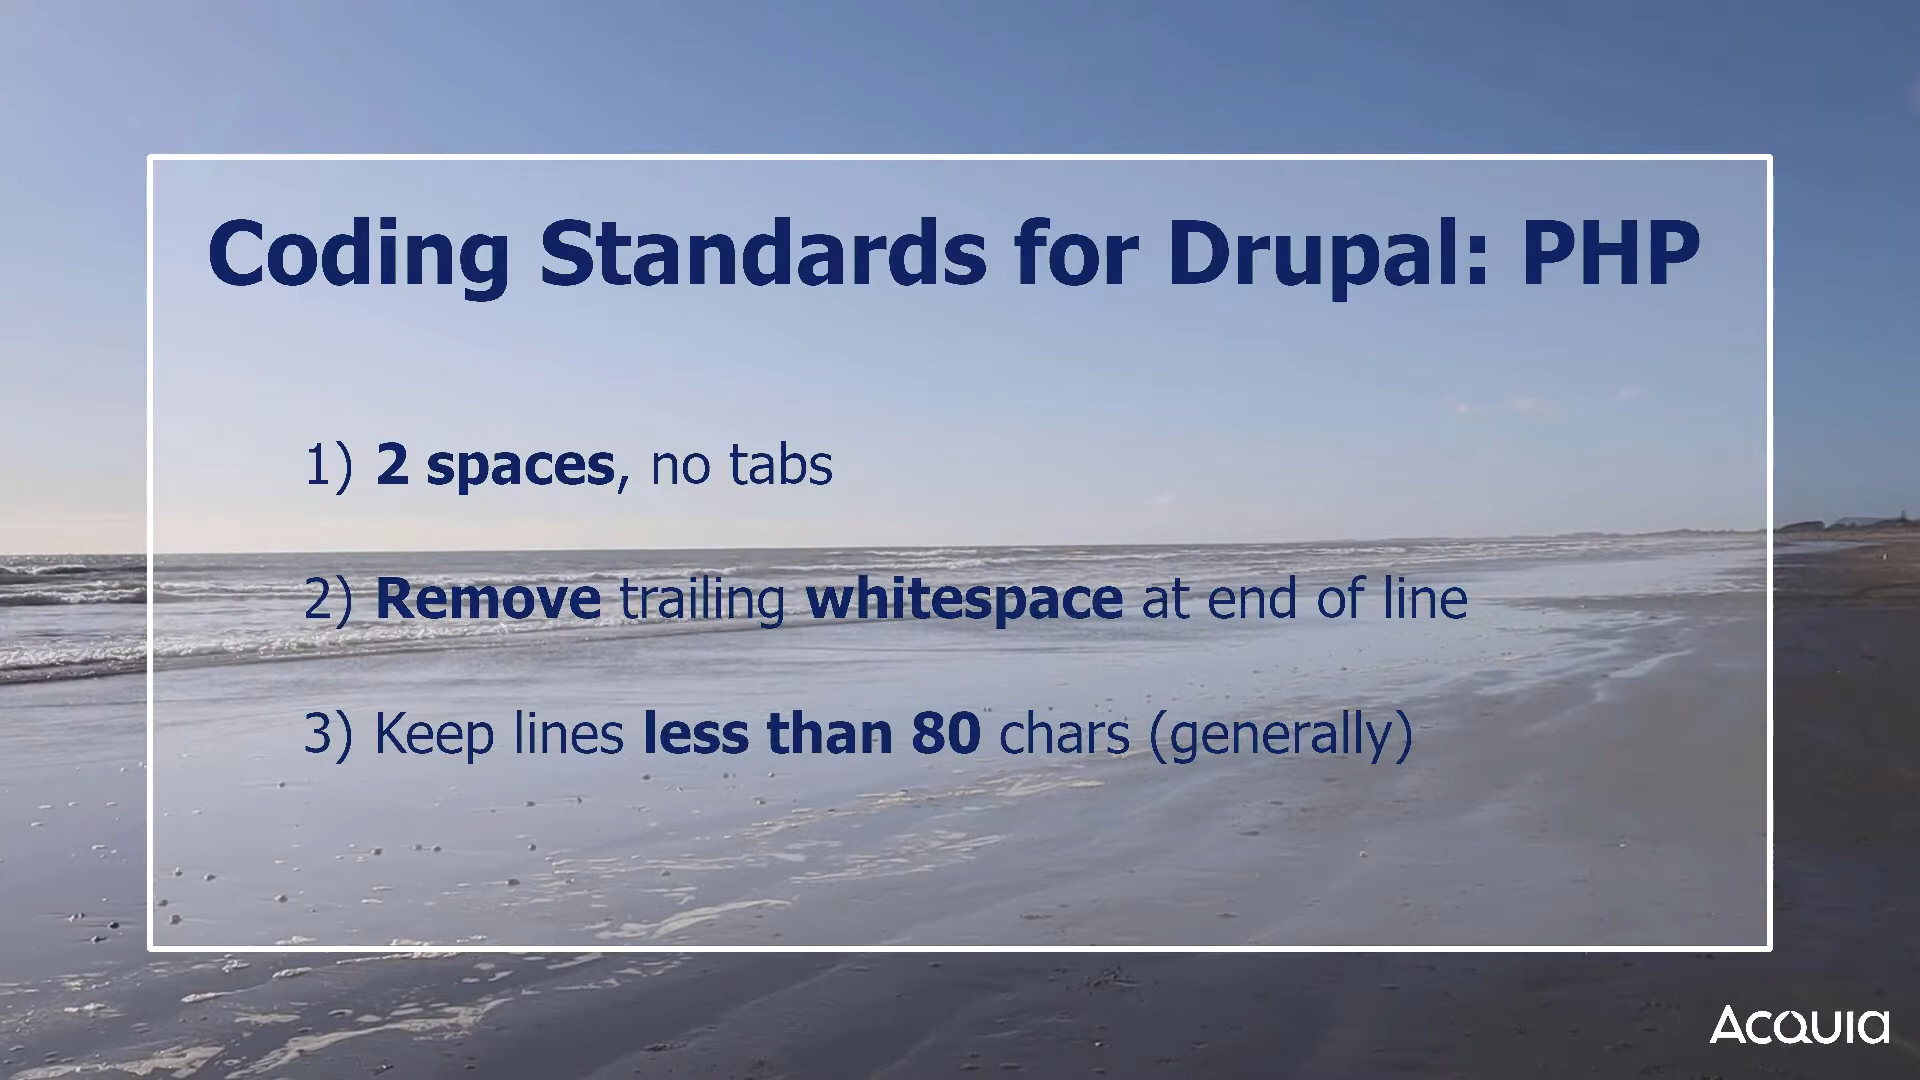 Coding Standards for Drupal: PHP
1) 2 spaces, no tabs
2) Remove trailing whitespace at end of line
3) Keep lines less than 80 chars (generally)
Acquia